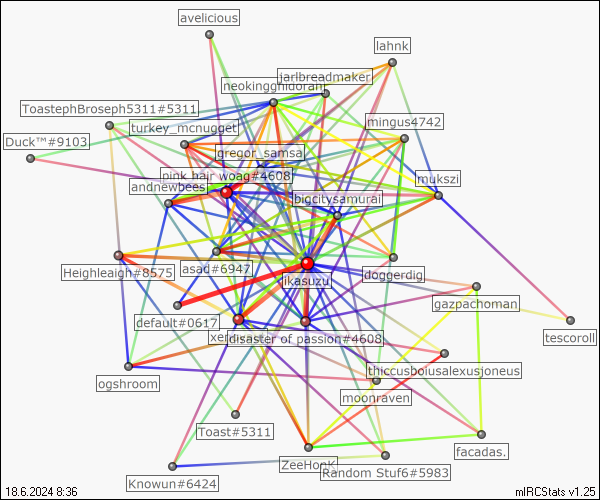 avelicious
lahnk
jarlbreadmaker
neokingghidorah
ToastephBroseph5311#5311
mingus4742
turkey_mcnugget
Duck™#9103
gregor_samsa
pink hair woag#4608
mukszi
andnewbees
bigcitysamurai
asad#6947
doggerdig
Heighleaigh#8575
ikasuzu
gazpachoman
default#0617
disaster of passion#4608
tescoroll
thiccusboiusalexusjoneus
ogshroom
moonraven
Toast#5311
facadas.
ZeeHonK
Random Stuf6#5983
Knowun#6424
18.6.2024 8:36
mIRCStats v1.25